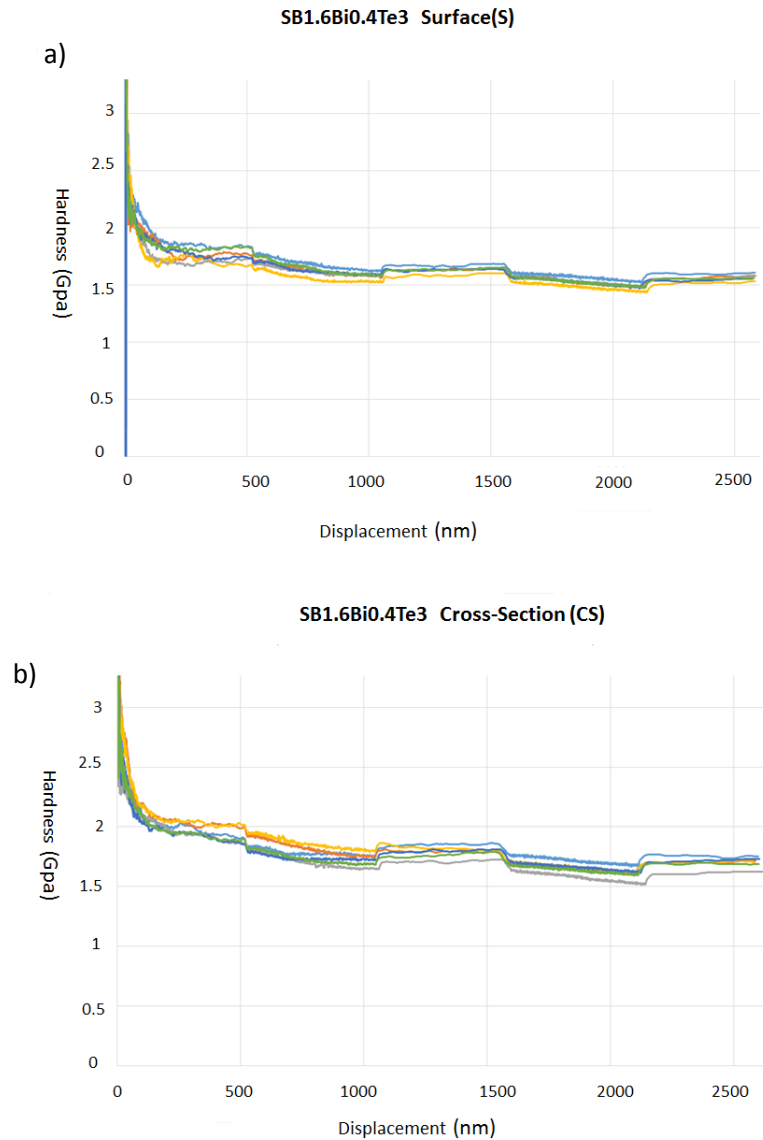 SB1.6Bi0.4Te3 Surface(S)
a)
3
2.5
2
1.5
1
0.5
0
Hardness (Gpa)
0 500 1000 1500 2000 2500
Displacement (nm)
SB1.6Bi0.4Te3 Cross-Section (CS)
b)
3
2.5
2
1.5
1
0.5
0
Hardness (Gpa)
0 500 1000 1500 2000 2500
Displacement (nm)